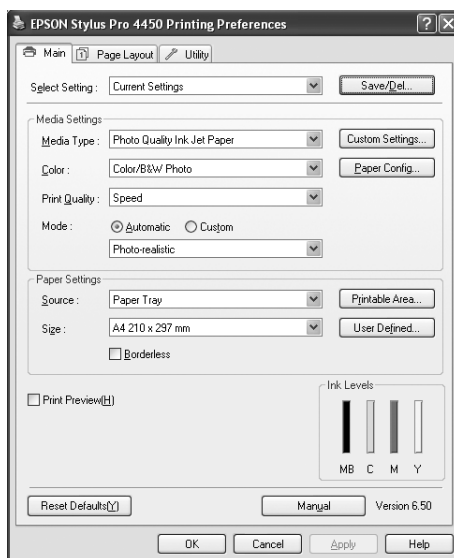 EPSON Stylus Pro 4450 Printing Preferences
Main Page Layout Utility
Select Setting : Current Settings Save/Del...
Media Settings
Media Type : Photo Quality Ink Jet Paper Custom Settings...
Color : Color/B&W Photo Paper Config...
Print Quality : Speed
Mode : Automatic Custom
Photo-realistic
Paper Settings
Source : Paper Tray Printable Area...
Size : A4 210 x 297 mm User Defined...
Borderless
Print Preview(H)
Ink Levels
MB C M Y
Reset Defaults(Y) Manual Version 6.50
OK Cancel Apply Help